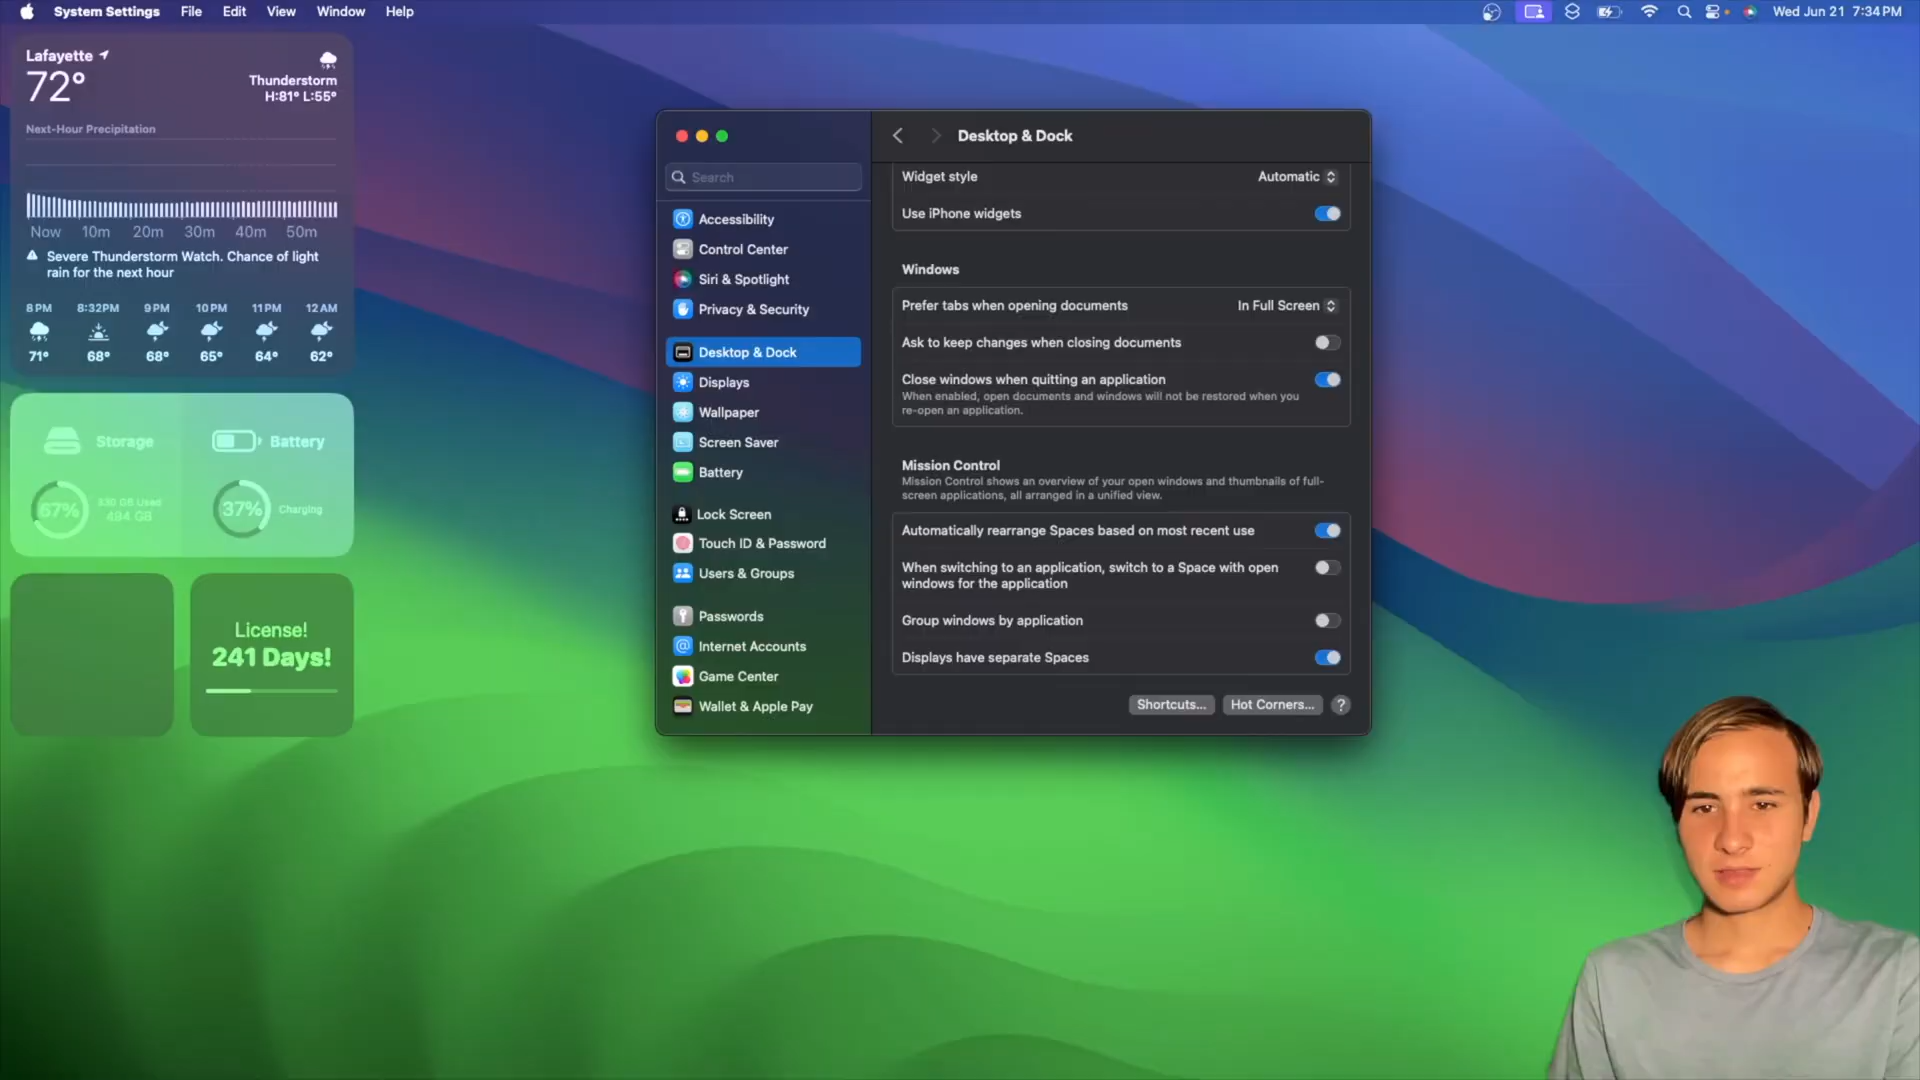 System Settings File Edit View Window Help
Wed Jun 21 7:34 PM
Lafayette
72°
Thunderstorm
H:81° L:55°
Next-Hour Precipitation
Now 10m 20m 30m 40m 50m
Severe Thunderstorm Watch. Chance of light
rain for the next hour
8 PM 8:32PM 9 PM 10 PM 11 PM 12 AM
71° 68° 68° 65° 64° 62°
Storage
67%
330 GB Used
494 GB
Battery
37%
Charging
License!
241 Days!
Search
Accessibility
Control Center
Siri & Spotlight
Privacy & Security
Desktop & Dock
Displays
Wallpaper
Screen Saver
Battery
Lock Screen
Touch ID & Password
Users & Groups
Passwords
Internet Accounts
Game Center
Wallet & Apple Pay
Desktop & Dock
Widget style Automatic
Use iPhone widgets
Windows
Prefer tabs when opening documents In Full Screen
Ask to keep changes when closing documents
Close windows when quitting an application
When enabled, open documents and windows will not be restored when you
re-open an application.
Mission Control
Mission Control shows an overview of your open windows and thumbnails of full-
screen applications, all arranged in a unified view.
Automatically rearrange Spaces based on most recent use
When switching to an application, switch to a Space with open
windows for the application
Group windows by application
Displays have separate Spaces
Shortcuts... Hot Corners... ?